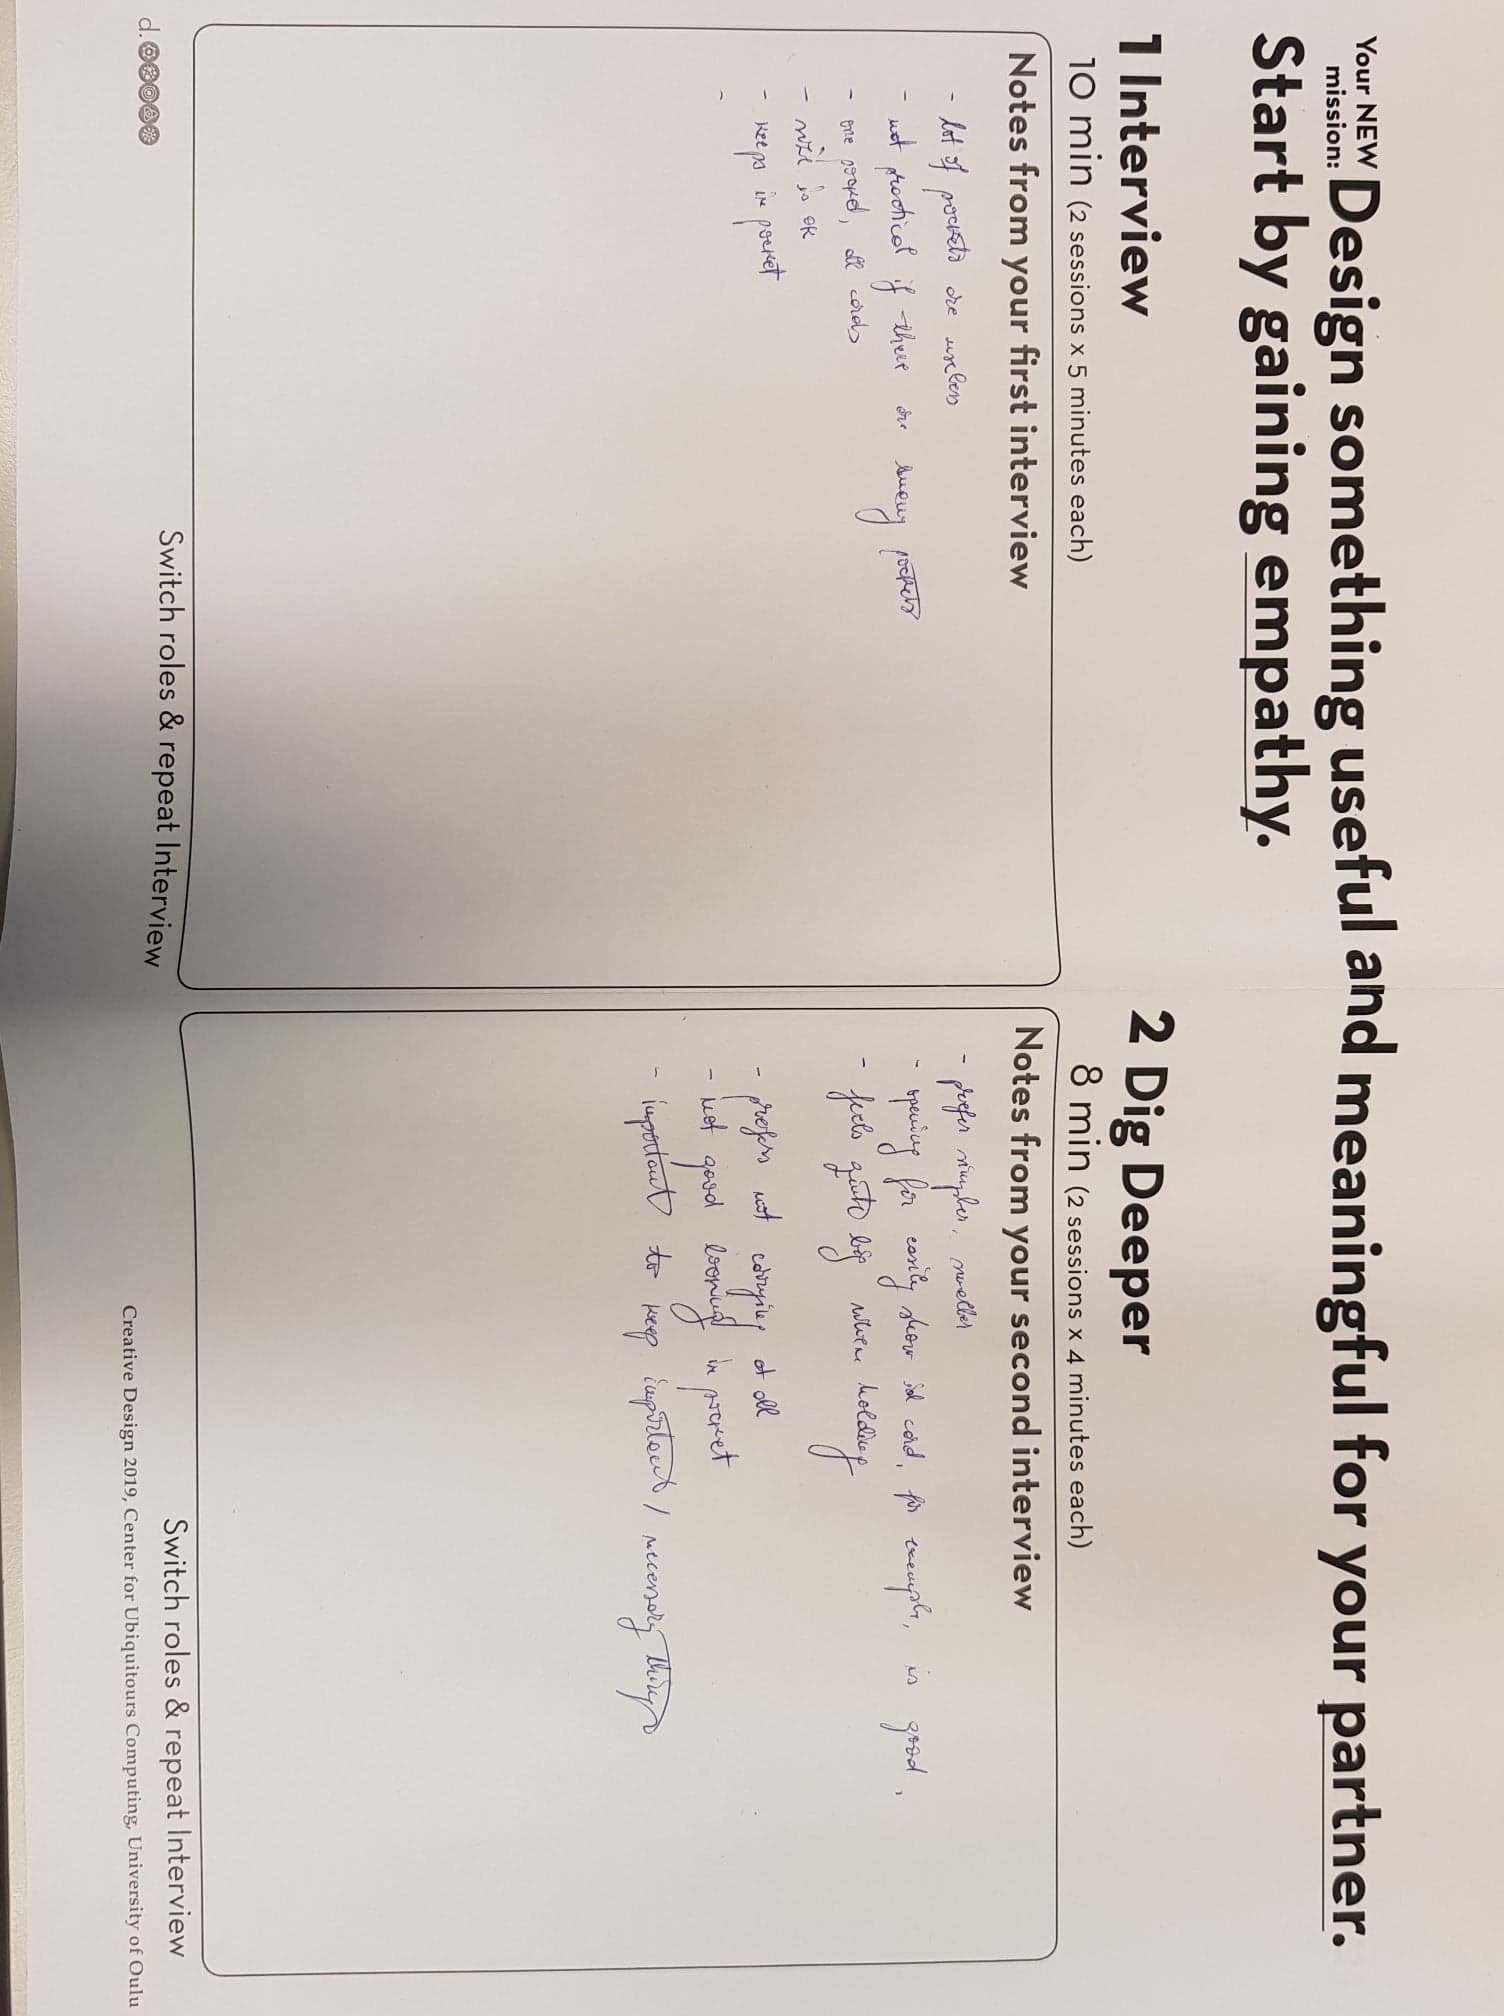 Your NEW mission: Design something useful and meaningful for your partner.
Start by gaining empathy.
1 Interview
10 min (2 sessions x 5 minutes each)
Notes from your first interview
- lot of pockets are useless
- not practical if there are many pockets
- one pocket, all cards
- size is ok
- keeps in pocket
-
Switch roles & repeat Interview
2 Dig Deeper
8 min (2 sessions x 4 minutes each)
Notes from your second interview
- prefer simpler, smaller
- opening for easily show id card, for example, is good,
- feels quite big when holding
- prefers not carrying at all
- not good looking in pocket
- important to keep important / necessary things
Switch roles & repeat Interview
d.
Creative Design 2019, Center for Ubiquitours Computing, University of Oulu